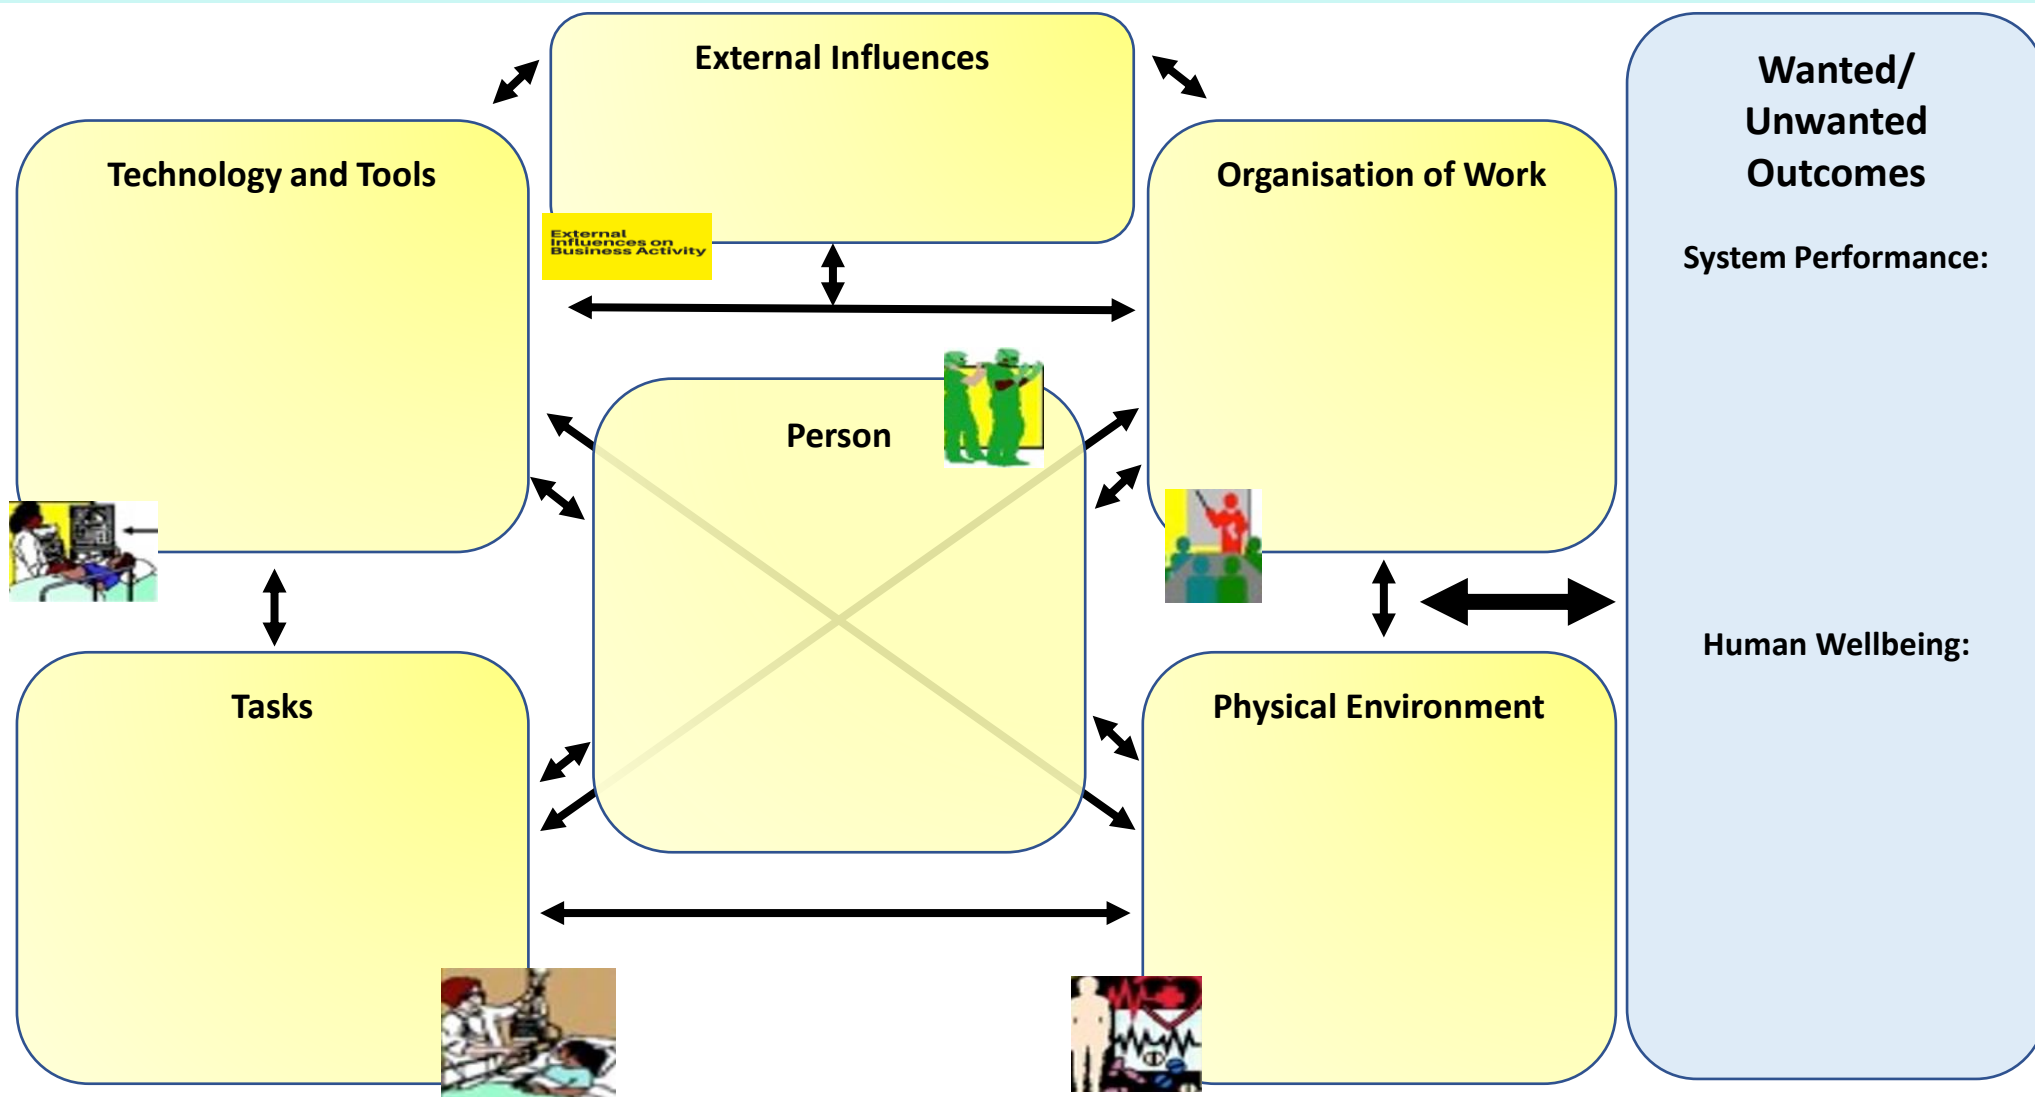 External Influences
Technology and Tools
Organisation of Work
External
Influences on
Business Activity
Person
Tasks
Physical Environment
Wanted/
Unwanted
Outcomes
System Performance:
Human Wellbeing: